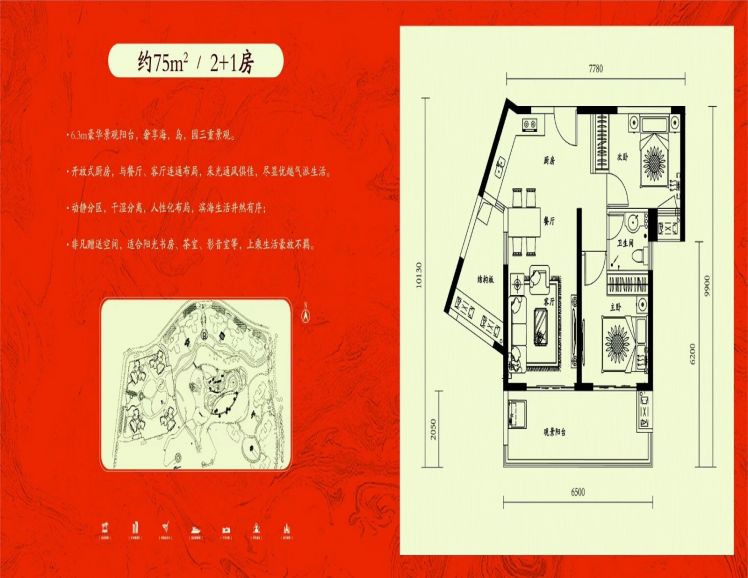 约75m² / 2+1房
• 6.3m豪华景观阳台，奢享海，岛，园三重景观。
• 开放式厨房，与餐厅、客厅连通布局，采光通风俱佳，尽显优越气派生活。
• 动静分区，干湿分离，人性化布局，滨海生活井然有序；
• 非凡赠送空间，适合阳光书房、茶室、影音室等，上乘生活豪放不羁。
7780
厨房
次卧
餐厅
卫生间
结构板
客厅
主卧
观景阳台
10130
2050
9900
6200
6500